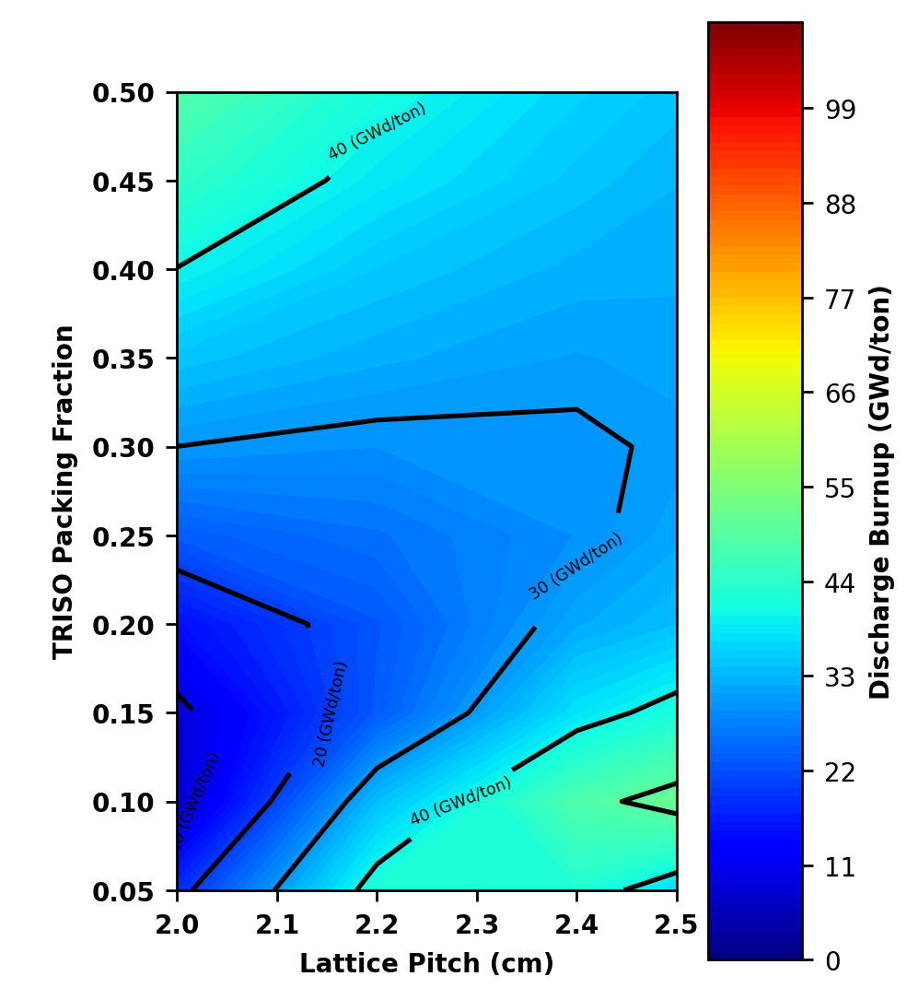 0.50
0.45
0.40
0.35
0.30
0.25
0.20
0.15
0.10
0.05
TRISO Packing Fraction
2.0 2.1 2.2 2.3 2.4 2.5
Lattice Pitch (cm)
40 (GWd/ton)
30 (GWd/ton)
20 (GWd/ton)
(GWd/ton)
40 (GWd/ton)
99
88
77
66
55
44
33
22
11
0
Discharge Burnup (GWd/ton)